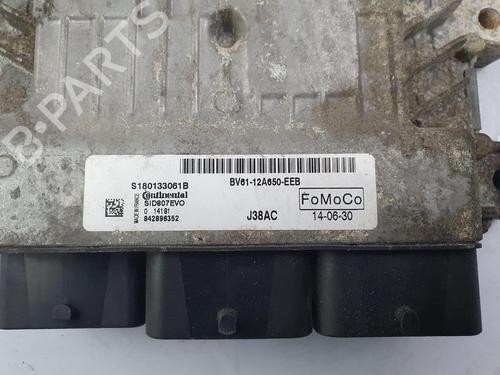 B-PARTS
S180133061B
Continental
MADE IN FRANCE
SID807EVO
0 14181
842896352
BV61-12A650-EEB
J38AC
FoMoCo
14-06-30